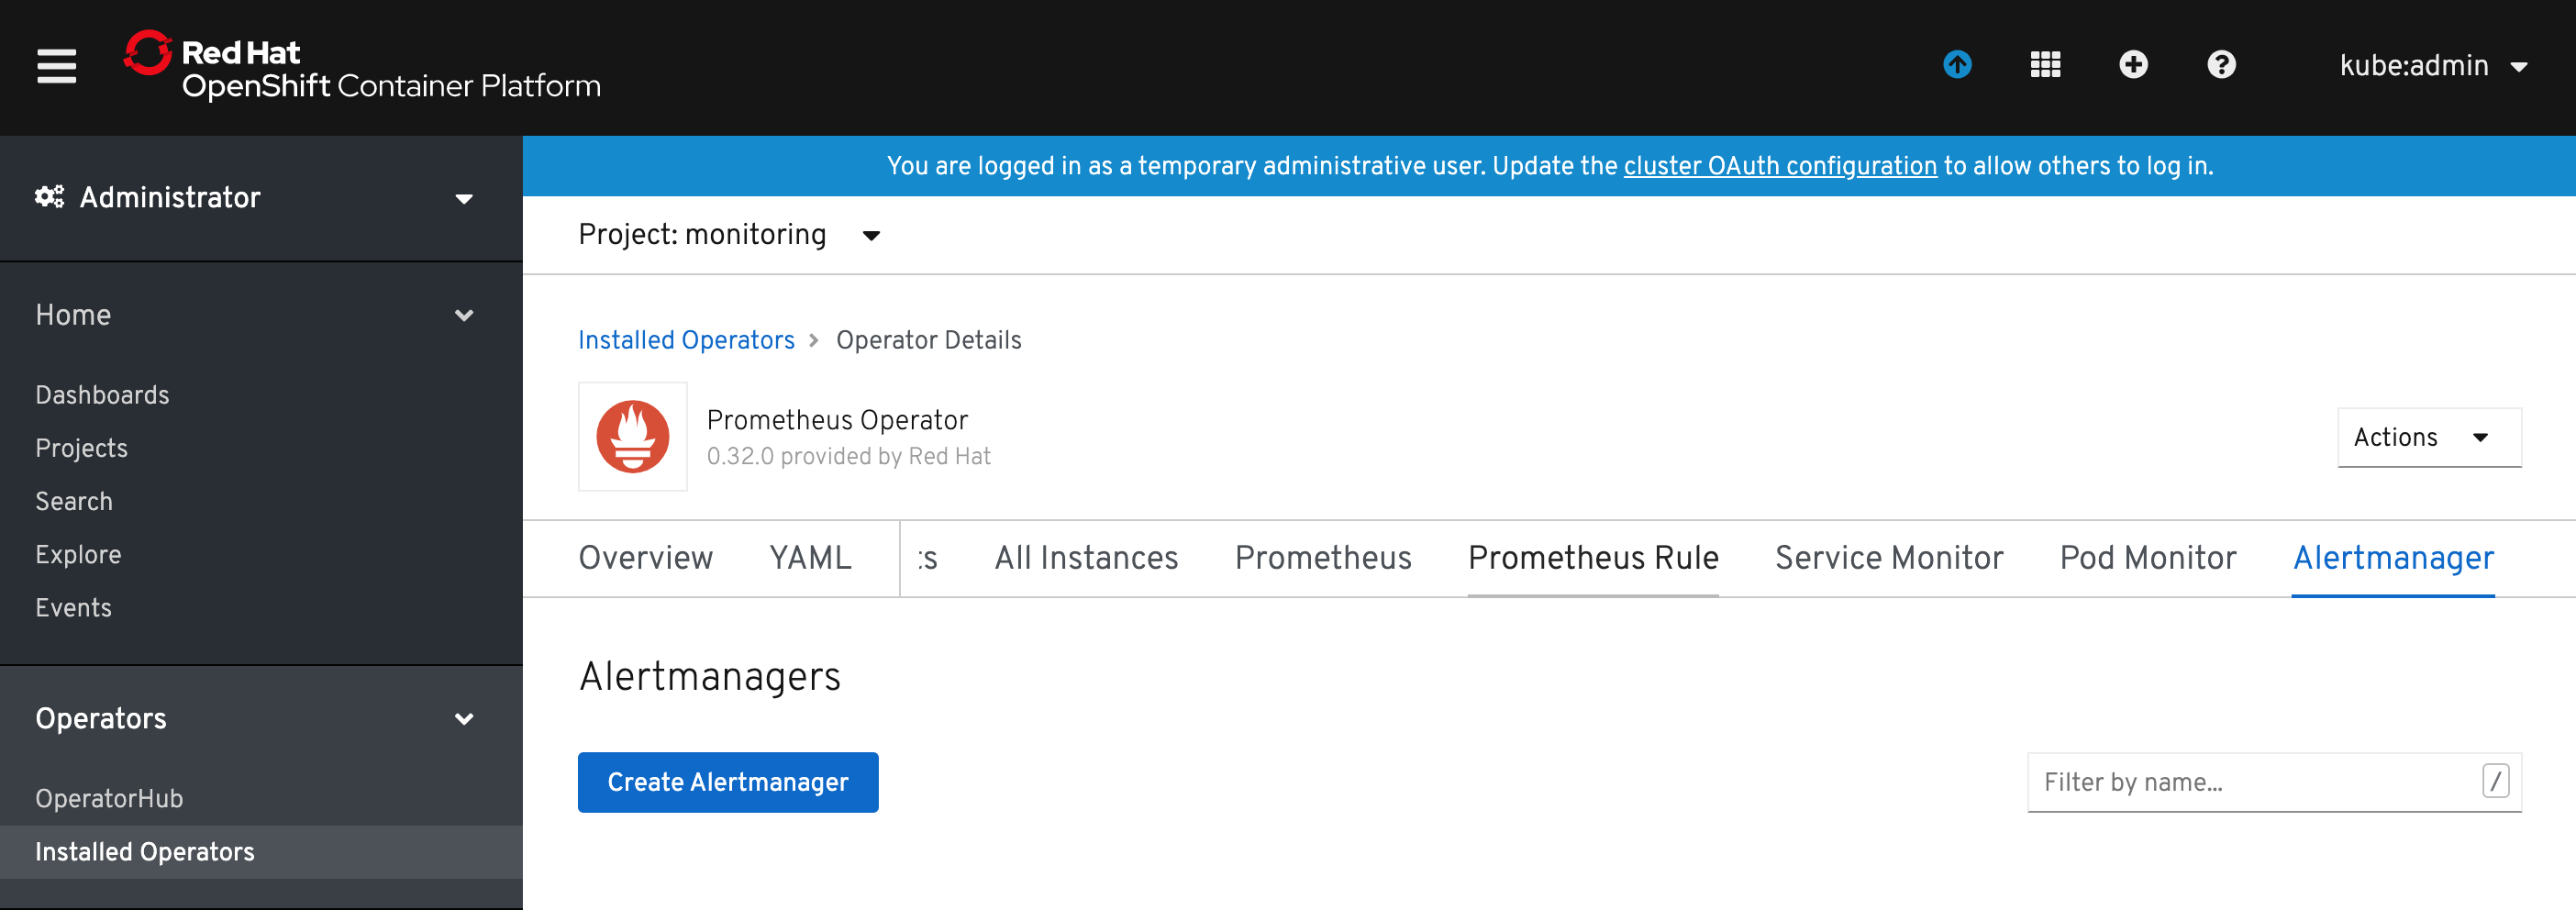 Red Hat
OpenShift Container Platform
kube:admin
Administrator
You are logged in as a temporary administrative user. Update the cluster OAuth configuration to allow others to log in.
Project: monitoring
Home
Dashboards
Projects
Search
Explore
Events
Operators
OperatorHub
Installed Operators
Installed Operators > Operator Details
Prometheus Operator
0.32.0 provided by Red Hat
Actions
Overview YAML s All Instances Prometheus Prometheus Rule Service Monitor Pod Monitor Alertmanager
Alertmanagers
Create Alertmanager
Filter by name... /